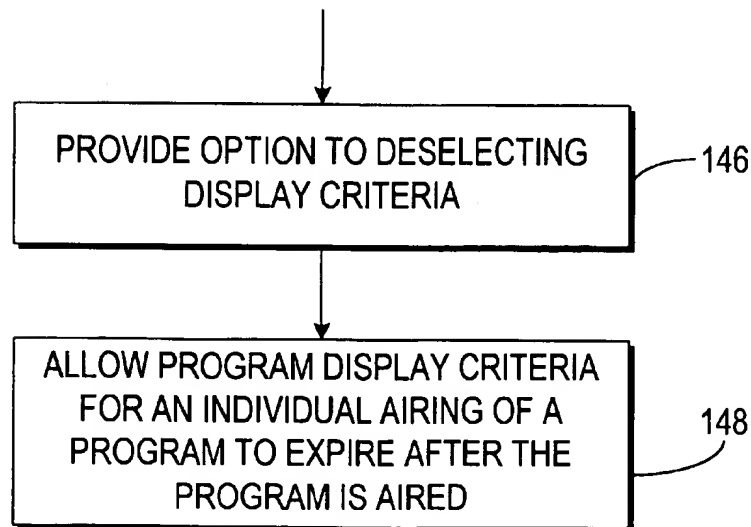 PROVIDE OPTION TO DESELECTING
DISPLAY CRITERIA
146
ALLOW PROGRAM DISPLAY CRITERIA
FOR AN INDIVIDUAL AIRING OF A
PROGRAM TO EXPIRE AFTER THE
PROGRAM IS AIRED
148